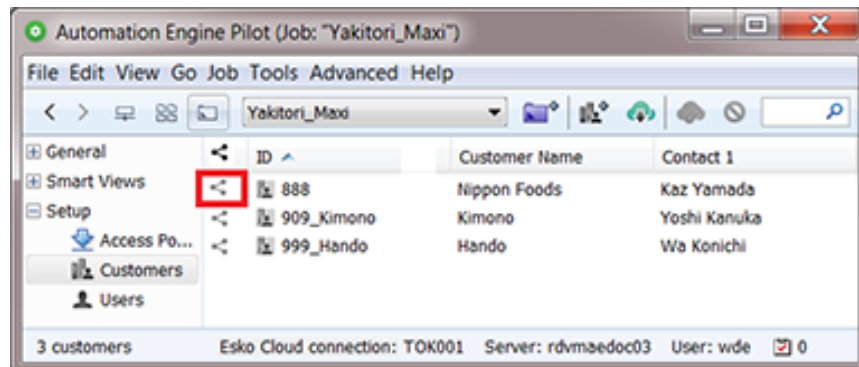 Automation Engine Pilot (Job: "Yakitori_Maxi")
File Edit View Go Job Tools Advanced Help
Yakitori_Maxi
General
Smart Views
Setup
Access Po...
Customers
Users
ID Customer Name Contact 1
888 Nippon Foods Kaz Yamada
909_Kimono Kimono Yoshi Kanuka
999_Hando Hando Wa Konichi
3 customers Esko Cloud connection: TOK001 Server: rdvmaedoc03 User: wde 0